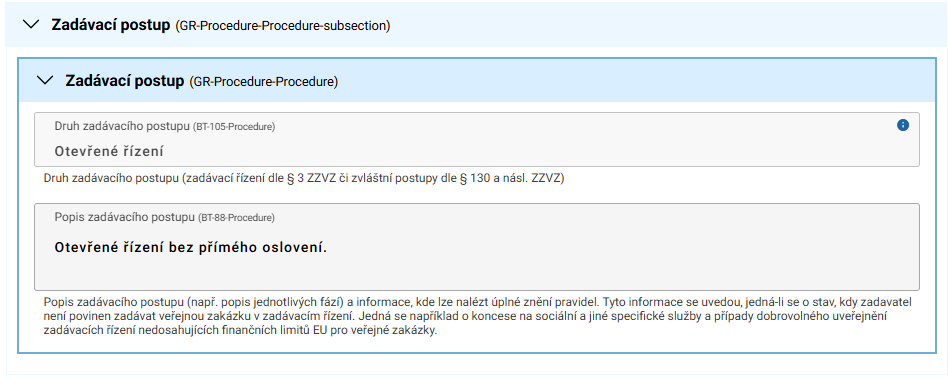 Zadávací postup (GR-Procedure-Procedure-subsection)
Zadávací postup (GR-Procedure-Procedure)
Druh zadávacího postupu (BT-105-Procedure)
Otevřené řízení
Druh zadávacího postupu (zadávací řízení dle § 3 ZZVZ či zvláštní postupy dle § 130 a násl. ZZVZ)
Popis zadávacího postupu (BT-88-Procedure)
Otevřené řízení bez přímého oslovení.
Popis zadávacího postupu (např. popis jednotlivých fází) a informace, kde lze nalézt úplné znění pravidel. Tyto informace se uvedou, jedná-li se o stav, kdy zadavatel
není povinen zadávat veřejnou zakázku v zadávacím řízení. Jedná se například o koncese na sociální a jiné specifické služby a případy dobrovolného uveřejnění
zadávacích řízení nedosahujících finančních limitů EU pro veřejné zakázky.